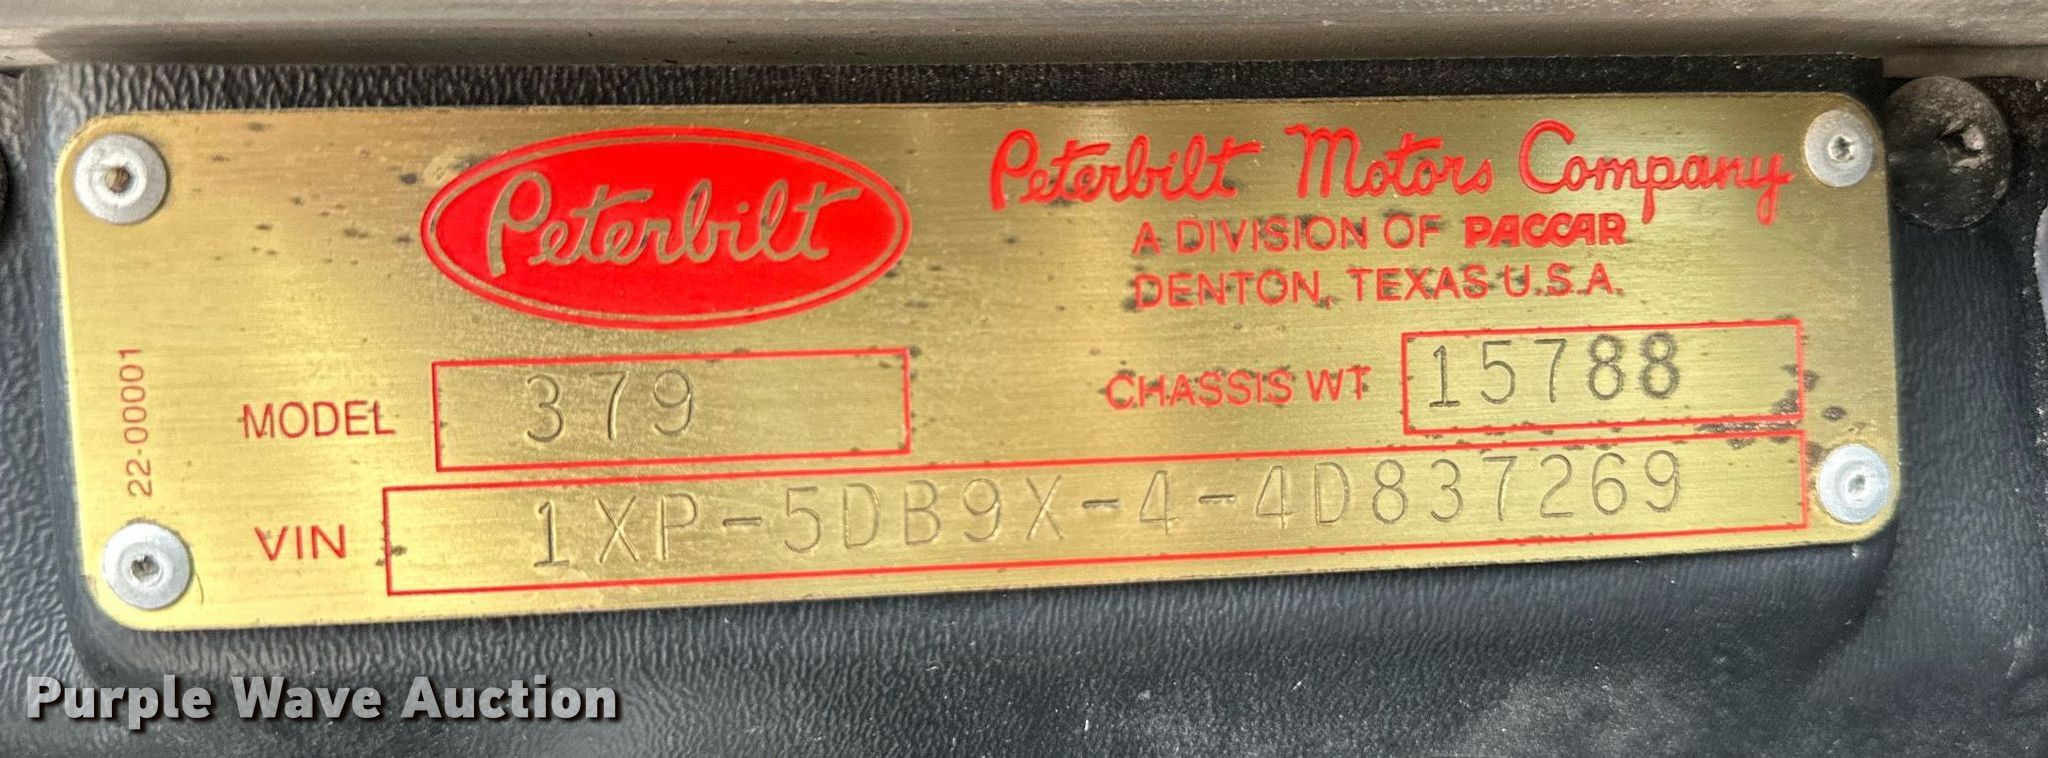 Peterbilt
Peterbilt Motors Company
A DIVISION OF PACCAR
DENTON, TEXAS U.S.A.
22-00001
MODEL 379
CHASSIS WT 15788
VIN 1XP-5DB9X-4-4D837269
Purple Wave Auction